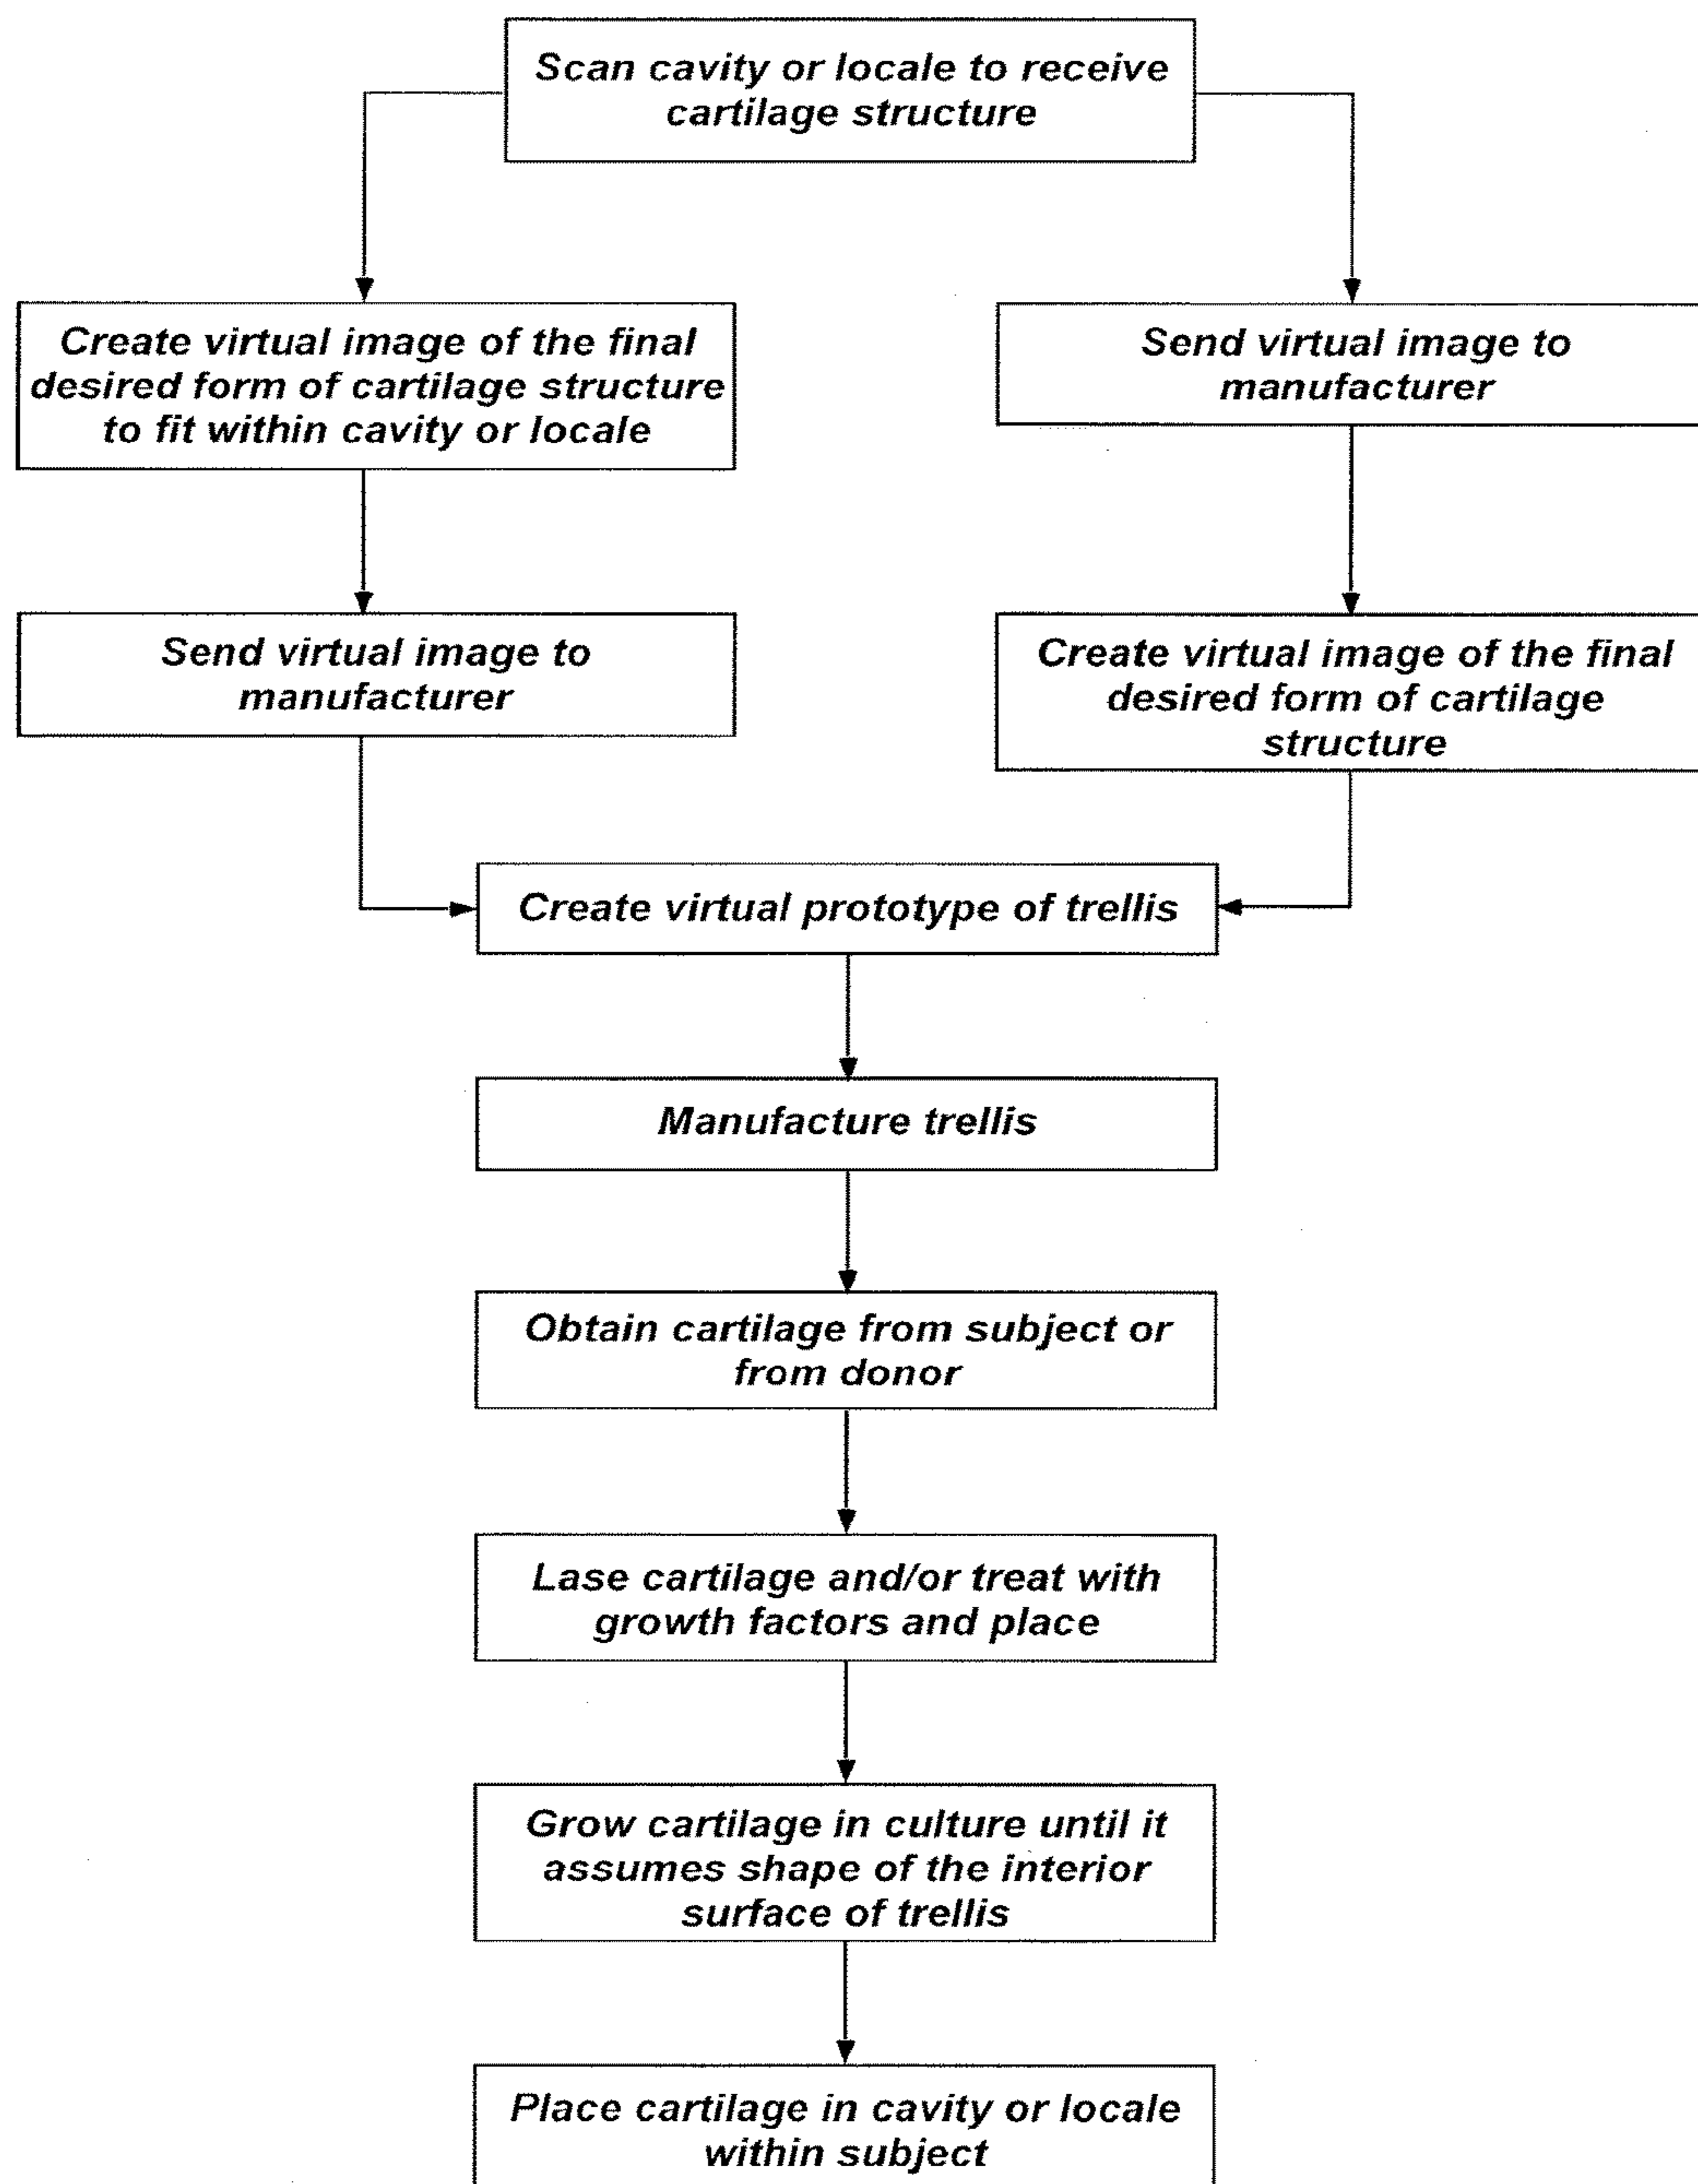 Scan cavity or locale to receive
cartilage structure
Create virtual image of the final
desired form of cartilage structure
to fit within cavity or locale
Send virtual image to
manufacturer
Send virtual image to
manufacturer
Create virtual image of the final
desired form of cartilage
structure
Create virtual prototype of trellis
Manufacture trellis
Obtain cartilage from subject or
from donor
Lase cartilage and/or treat with
growth factors and place
Grow cartilage in culture until it
assumes shape of the interior
surface of trellis
Place cartilage in cavity or locale
within subject